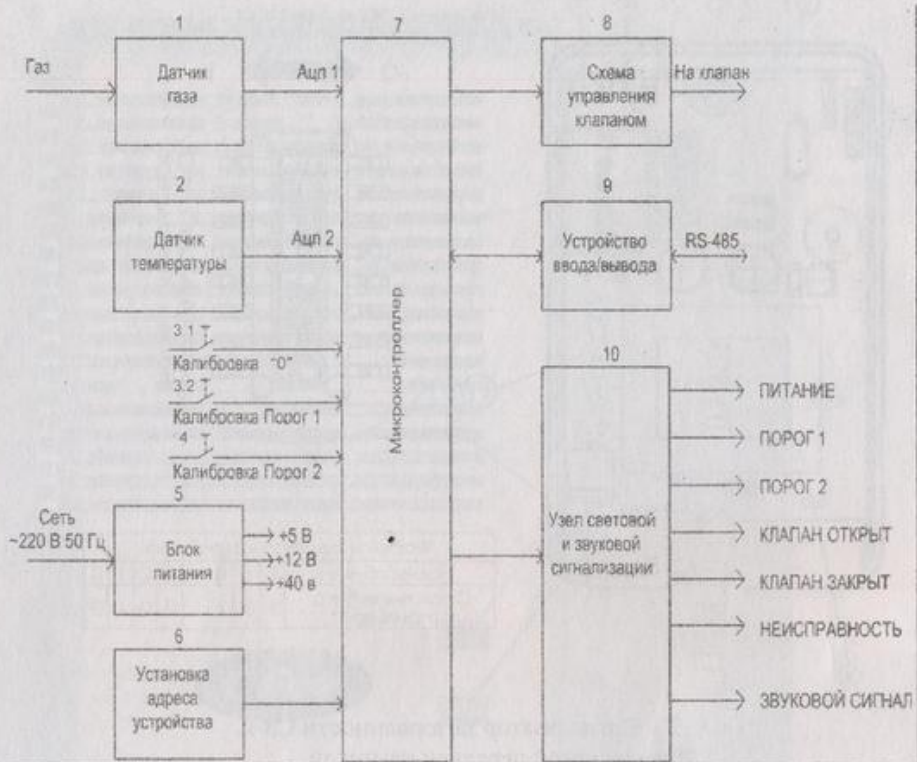 1
7
8
Газ
Датчик
газа
Ацп 1
Схема
управления
клапаном
На клапан
2
9
Датчик
температуры
Ацп 2
Устройство
ввода/вывода
RS-485
Микроконтроллер
3.1
Калибровка "0"
3.2
Калибровка Порог 1
4
Калибровка Порог 2
10
Узел световой
и звуковой
сигнализации
ПИТАНИЕ
ПОРОГ 1
ПОРОГ 2
КЛАПАН ОТКРЫТ
КЛАПАН ЗАКРЫТ
НЕИСПРАВНОСТЬ
ЗВУКОВОЙ СИГНАЛ
5
Сеть
~220 В 50 Гц
Блок
питания
+5 В
+12 В
+40 в
6
Установка
адреса
устройства